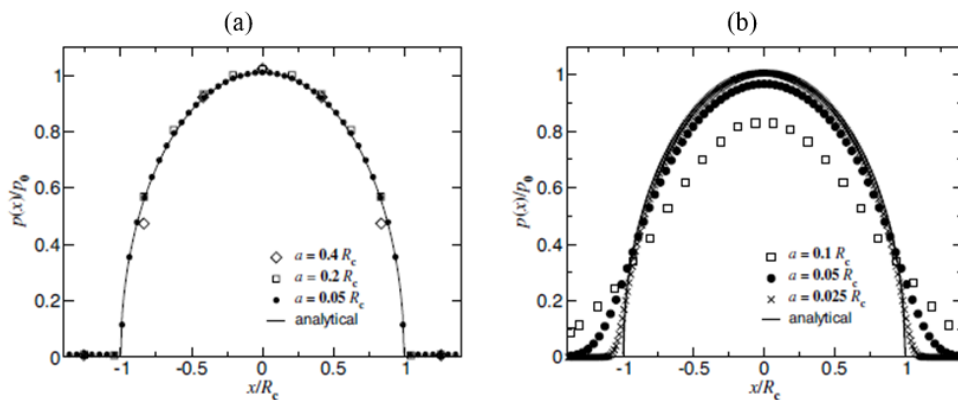 (a)
1
0.8
0.6
0.4
0.2
0
p(x)/p0
a = 0.4 Rc
a = 0.2 Rc
a = 0.05 Rc
analytical
-1 -0.5 0 0.5 1
x/Rc
(b)
1
0.8
0.6
0.4
0.2
0
p(x)/p0
a = 0.1 Rc
a = 0.05 Rc
a = 0.025 Rc
analytical
-1 -0.5 0 0.5 1
x/Rc